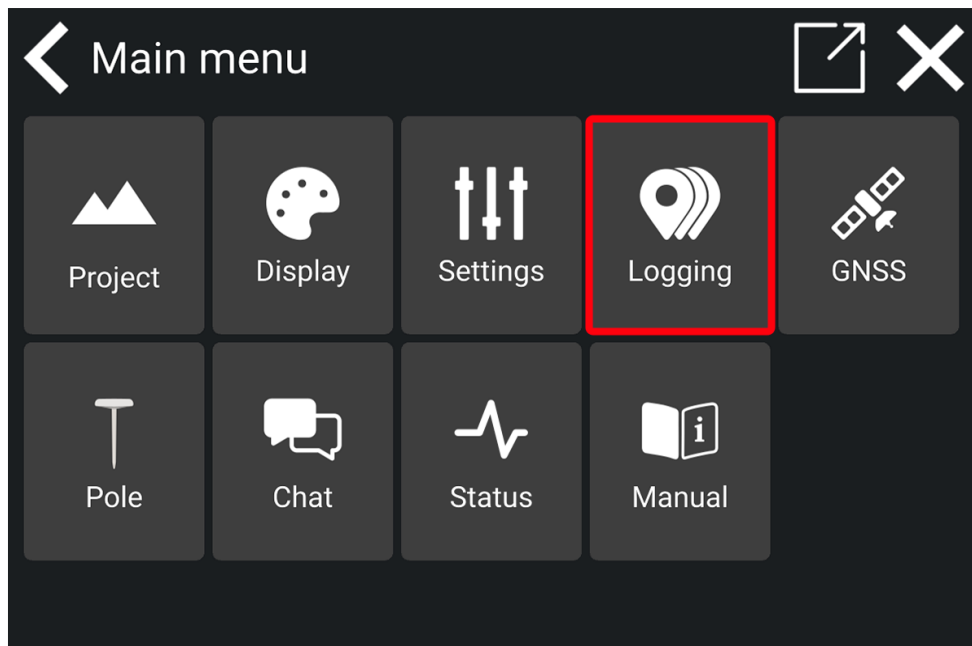 Main menu
Project
Display
Settings
Logging
GNSS
Pole
Chat
Status
Manual